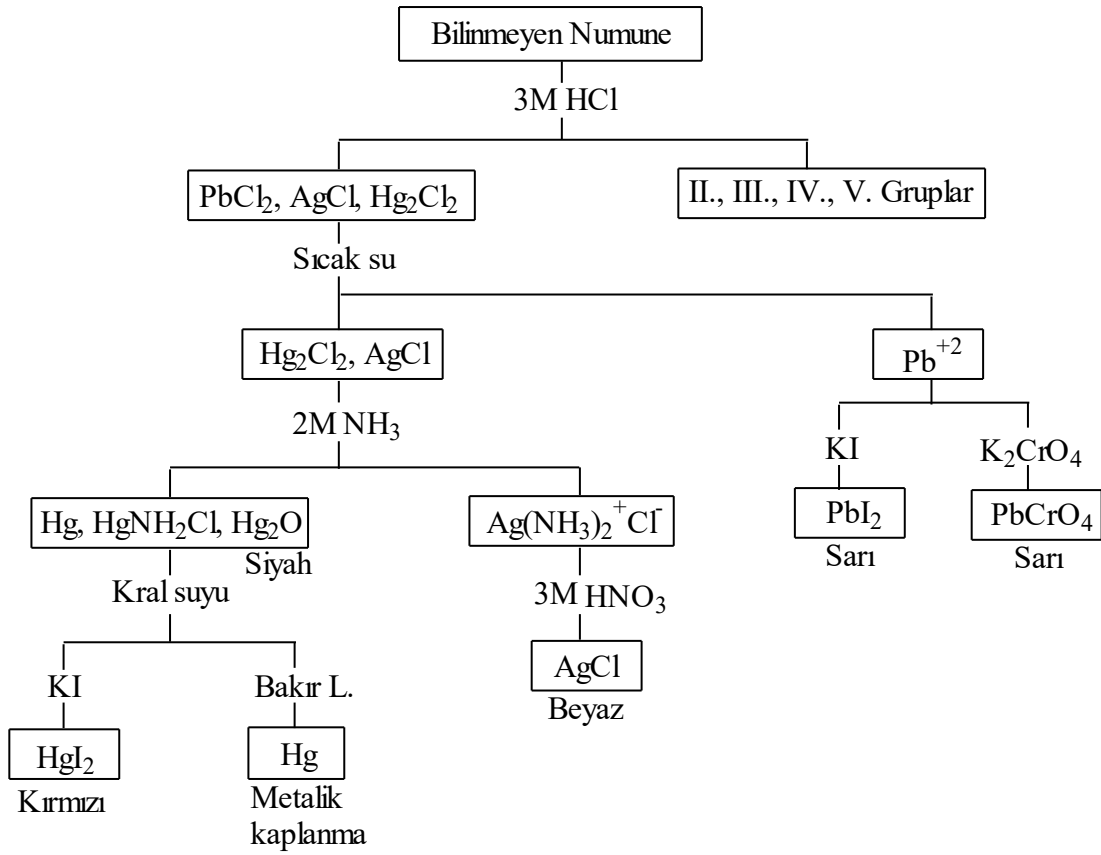 Bilinmeyen Numune
3M HCl
PbCl₂, AgCl, Hg₂Cl₂
II., III., IV., V. Gruplar
Sıcak su
Hg₂Cl₂, AgCl
Pb⁺²
2M NH₃
KI
K₂CrO₄
Hg, HgNH₂Cl, Hg₂O
Siyah
Ag(NH₃)₂⁺Cl⁻
PbI₂
Sarı
PbCrO₄
Sarı
Kral suyu
3M HNO₃
AgCl
Beyaz
KI
Bakır L.
HgI₂
Kırmızı
Hg
Metalik
kaplanma